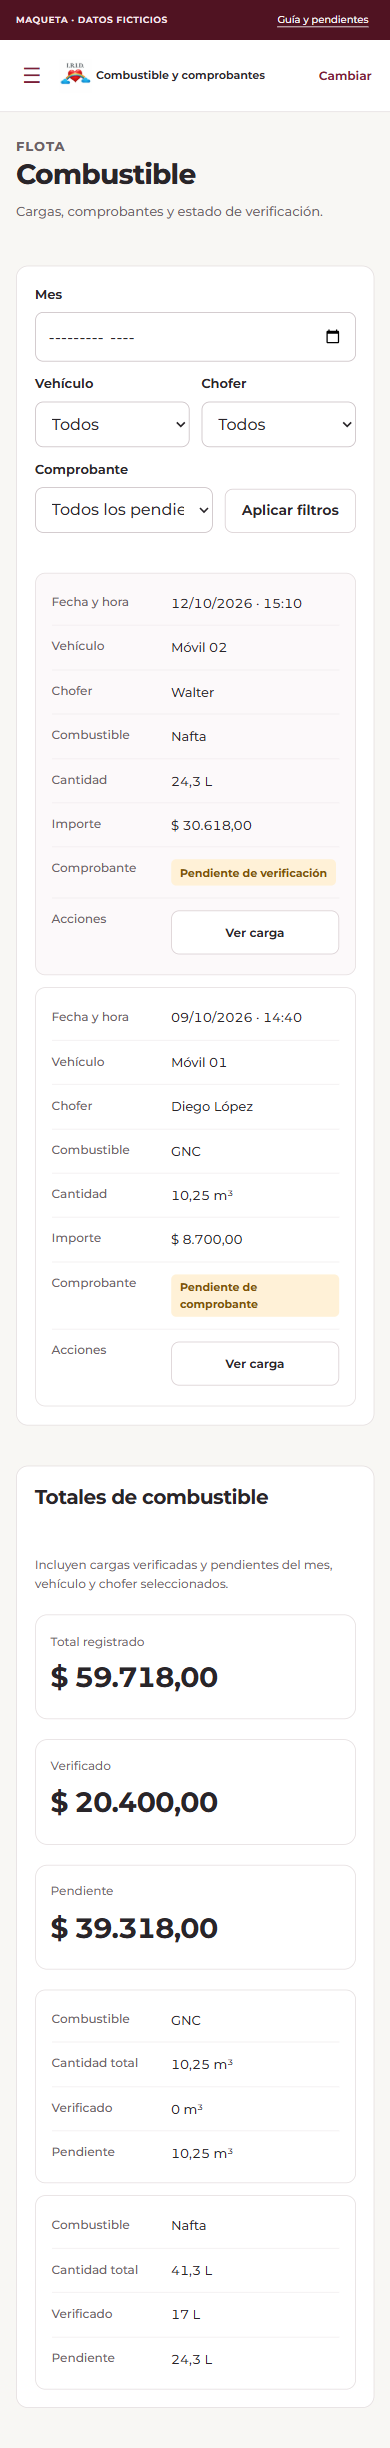 MAQUETA · DATOS FICTICIOS
Guía y pendientes
I.R.I.D.
Combustible y comprobantes
Cambiar
FLOTA
Combustible
Cargas, comprobantes y estado de verificación.
Mes
--------- ----
Vehículo
Chofer
Todos
Todos
Comprobante
Todos los pendie
Aplicar filtros
Fecha y hora
12/10/2026 · 15:10
Vehículo
Móvil 02
Chofer
Walter
Combustible
Nafta
Cantidad
24,3 L
Importe
$ 30.618,00
Comprobante
Pendiente de verificación
Acciones
Ver carga
Fecha y hora
09/10/2026 · 14:40
Vehículo
Móvil 01
Chofer
Diego López
Combustible
GNC
Cantidad
10,25 m³
Importe
$ 8.700,00
Comprobante
Pendiente de
comprobante
Acciones
Ver carga
Totales de combustible
Incluyen cargas verificadas y pendientes del mes,
vehículo y chofer seleccionados.
Total registrado
$ 59.718,00
Verificado
$ 20.400,00
Pendiente
$ 39.318,00
Combustible
GNC
Cantidad total
10,25 m³
Verificado
0 m³
Pendiente
10,25 m³
Combustible
Nafta
Cantidad total
41,3 L
Verificado
17 L
Pendiente
24,3 L